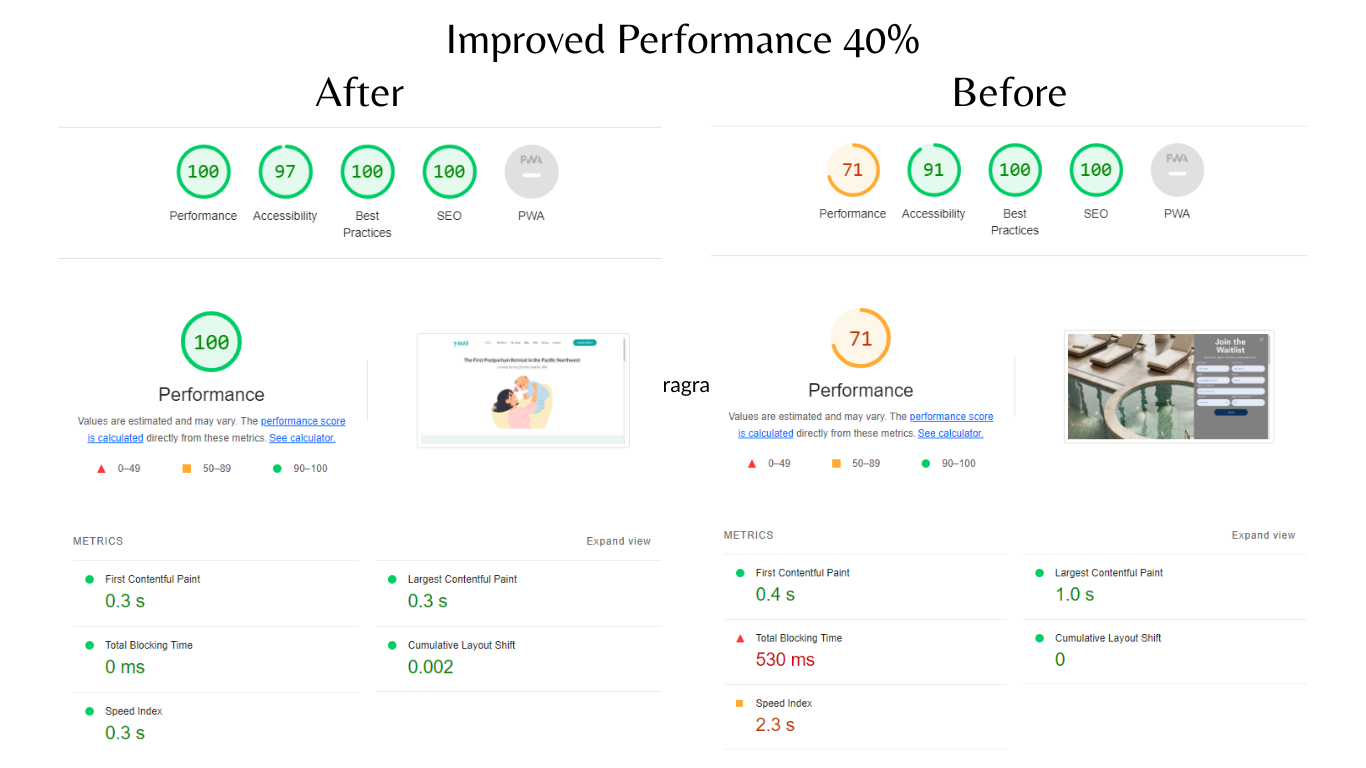 Improved Performance 40%
After
100
97
100
100
PWA
Performance
Accessibility
Best
Practices
SEO
PWA
100
Performance
Values are estimated and may vary. The performance score
is calculated directly from these metrics. See calculator.
0–49
50–89
90–100
yuzi
The First Postpartum Retreat in the Pacific Northwest
METRICS
Expand view
First Contentful Paint
0.3 s
Largest Contentful Paint
0.3 s
Total Blocking Time
0 ms
Cumulative Layout Shift
0.002
Speed Index
0.3 s
ragra
Before
71
91
100
100
PWA
Performance
Accessibility
Best
Practices
SEO
PWA
71
Performance
Values are estimated and may vary. The performance score
is calculated directly from these metrics. See calculator.
0–49
50–89
90–100
Join the
Waitlist
METRICS
Expand view
First Contentful Paint
0.4 s
Largest Contentful Paint
1.0 s
Total Blocking Time
530 ms
Cumulative Layout Shift
0
Speed Index
2.3 s